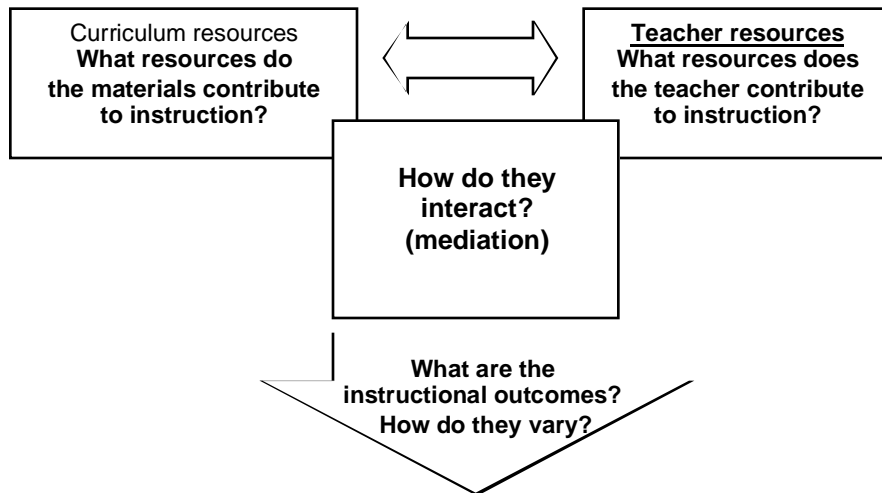 Curriculum resources
What resources do
the materials contribute
to instruction?
Teacher resources
What resources does
the teacher contribute
to instruction?
How do they
interact?
(mediation)
What are the
instructional outcomes?
How do they vary?